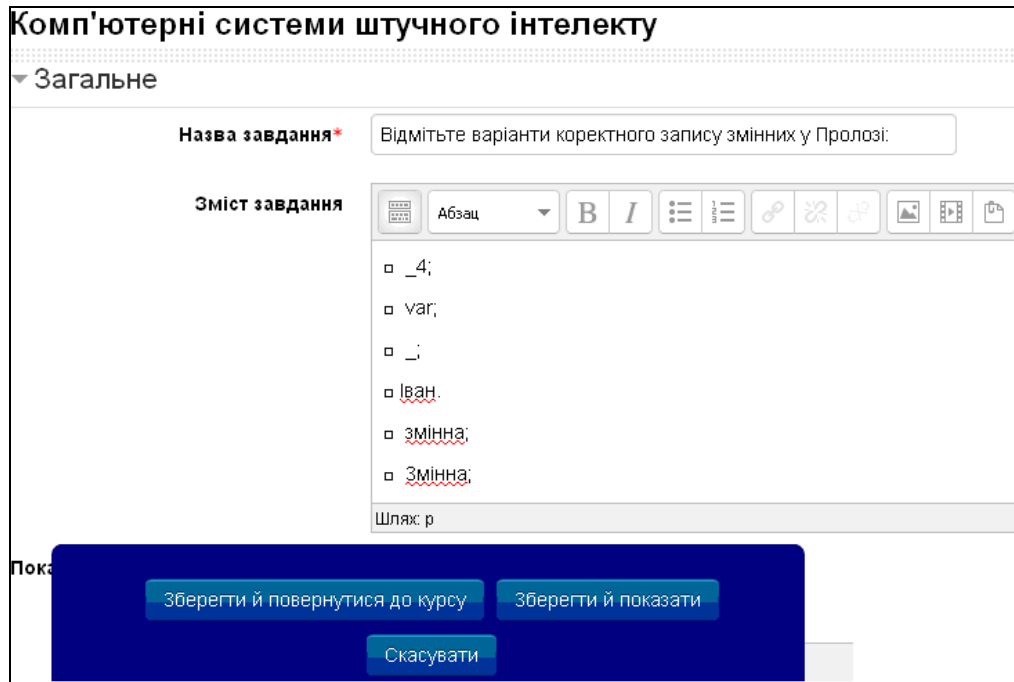 Комп'ютерні системи штучного інтелекту
Загальне
Назва завдання*
Відмітьте варіанти коректного запису змінних у Пролозі:
Зміст завдання
Абзац
B I
_4;
var;
_;
Іван.
змінна;
Змінна;
Шлях: p
Пока
Зберегти й повернутися до курсу
Зберегти й показати
Скасувати